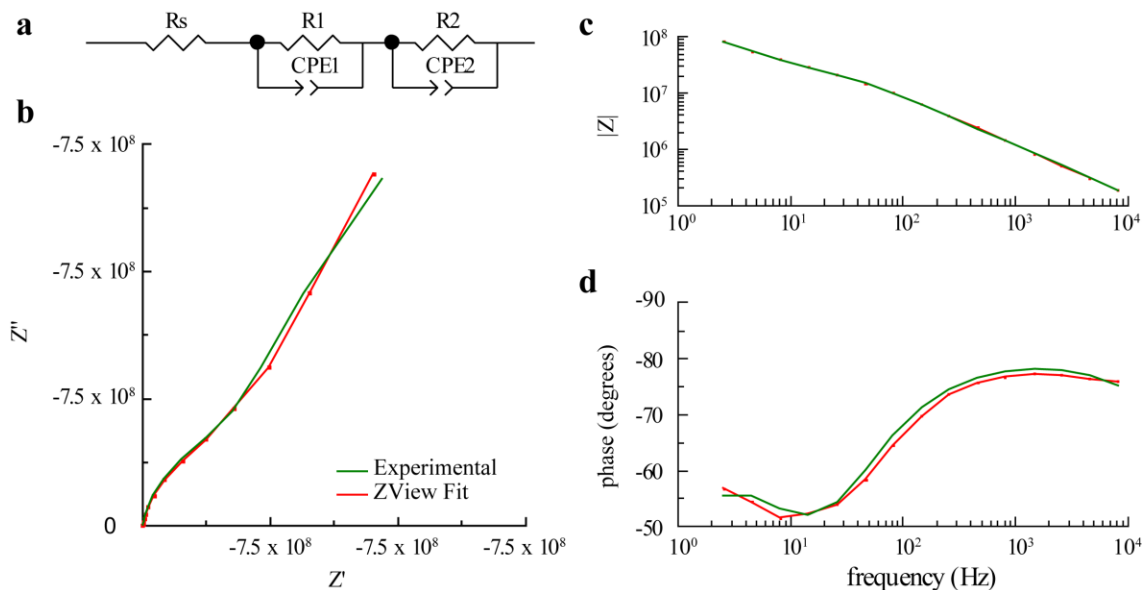 a
Rs
R1
R2
CPE1
CPE2
b
-7.5 x 10⁸
-7.5 x 10⁸
-7.5 x 10⁸
0
Z''
Experimental
ZView Fit
-7.5 x 10⁸
-7.5 x 10⁸
-7.5 x 10⁸
Z'
c
10⁸
10⁷
10⁶
10⁵
|Z|
10⁰
10¹
10²
10³
10⁴
d
-90
-80
-70
-60
-50
phase (degrees)
10⁰
10¹
10²
10³
10⁴
frequency (Hz)